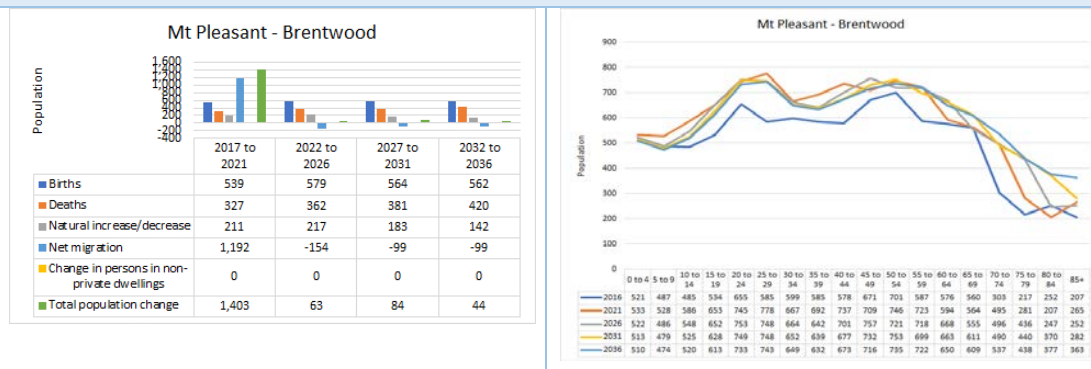 Mt Pleasant - Brentwood
Population
1,600
1,400
1,200
1,000
800
600
400
200
0
-200
-400
2017 to 2021 2022 to 2026 2027 to 2031 2032 to 2036
Births 539 579 564 562
Deaths 327 362 381 420
Natural increase/decrease 211 217 183 142
Net migration 1,192 -154 -99 -99
Change in persons in non-
private dwellings 0 0 0 0
Total population change 1,403 63 84 44
Mt Pleasant - Brentwood
Population
900
800
700
600
500
400
300
200
100
0
0 to 4 5 to 9 10 to 14 15 to 19 20 to 24 25 to 29 30 to 34 35 to 39 40 to 44 45 to 49 50 to 54 55 to 59 60 to 64 65 to 69 70 to 74 75 to 79 80 to 84 85+
2016 521 487 485 534 655 585 599 585 578 671 701 587 576 560 303 217 252 207
2021 533 528 586 653 745 778 667 692 737 709 746 723 594 564 495 281 207 265
2026 522 486 548 652 753 748 664 642 701 757 721 718 668 555 496 436 247 252
2031 513 479 525 628 749 748 652 639 677 732 753 699 663 611 490 440 370 282
2036 510 474 520 613 733 743 649 632 673 716 735 722 650 609 537 438 377 363